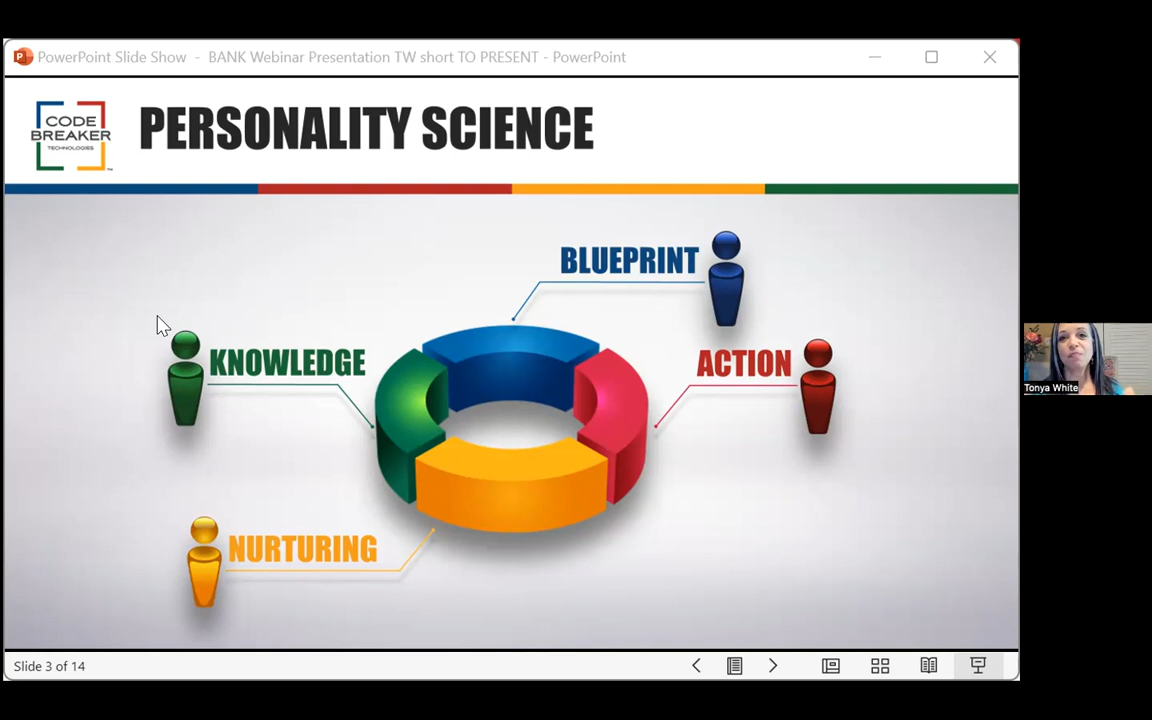 PowerPoint Slide Show - BANK Webinar Presentation TW short TO PRESENT - PowerPoint
CODE
BREAKER
TECHNOLOGIES
TM
PERSONALITY SCIENCE
BLUEPRINT
KNOWLEDGE
ACTION
Tonya White
NURTURING
Slide 3 of 14